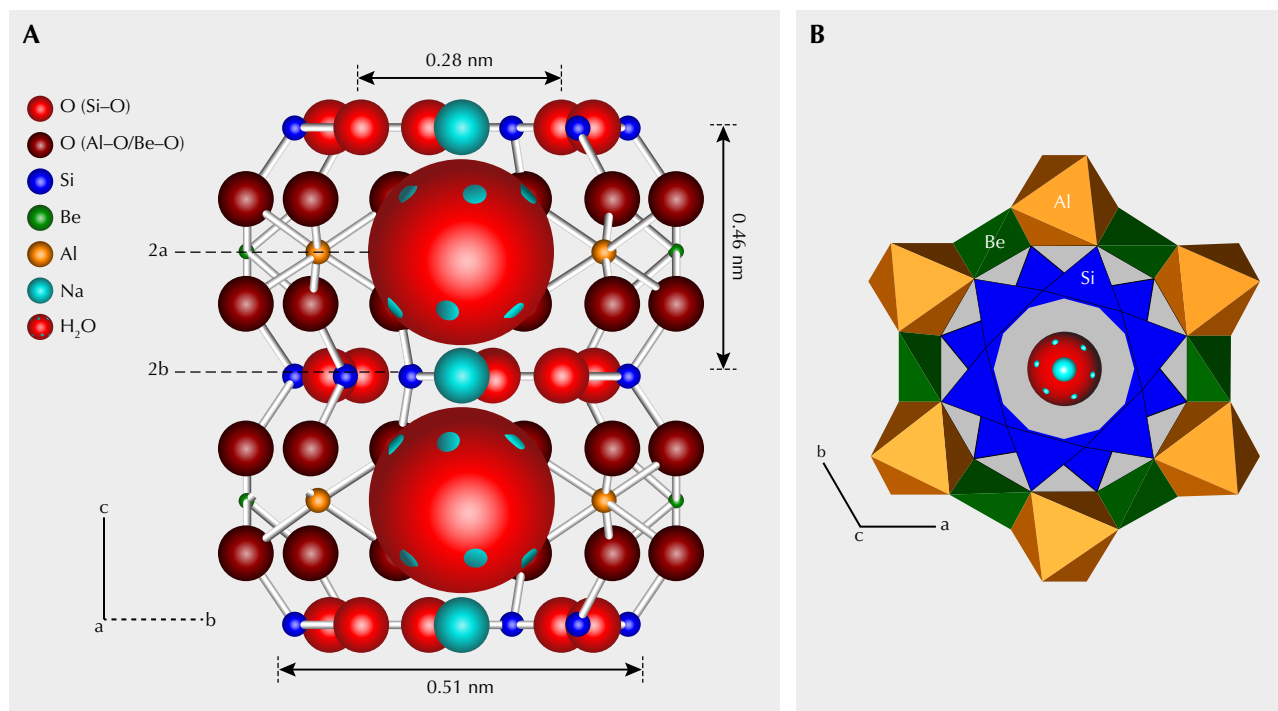 A
0.28 nm
O (Si–O)
O (Al–O/Be–O)
Si
Be
Al
Na
H₂O
2a
2b
0.46 nm
c
a
b
0.51 nm
B
Al
Be
Si
b
a
c